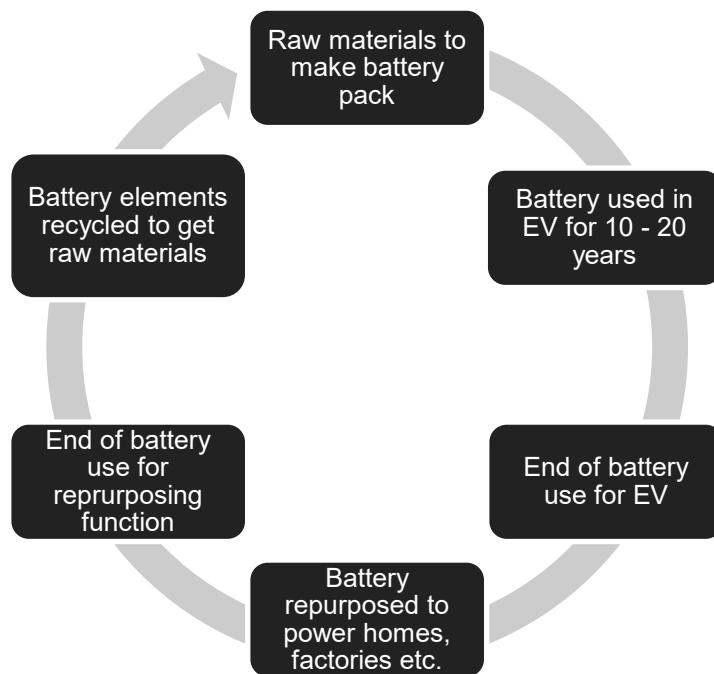 Raw materials to
make battery
pack
Battery used in
EV for 10 - 20
years
End of battery
use for EV
Battery
repurposed to
power homes,
factories etc.
End of battery
use for
reprurposing
function
Battery elements
recycled to get
raw materials